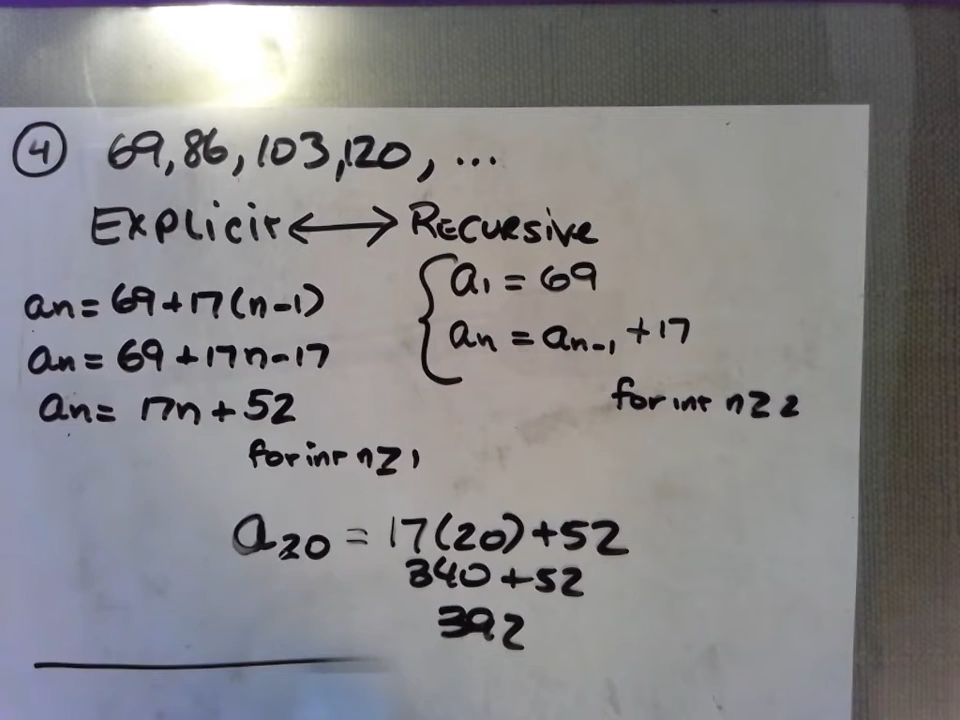 ④ 69, 86, 103, 120, ...
Explicit ↔ Recursive
an = 69 + 17(n-1)
an = 69 + 17n - 17
an = 17n + 52
for int n ≥ 1
{ a₁ = 69
an = an-1 + 17
for int n ≥ 2
a20 = 17(20) + 52
340 + 52
392